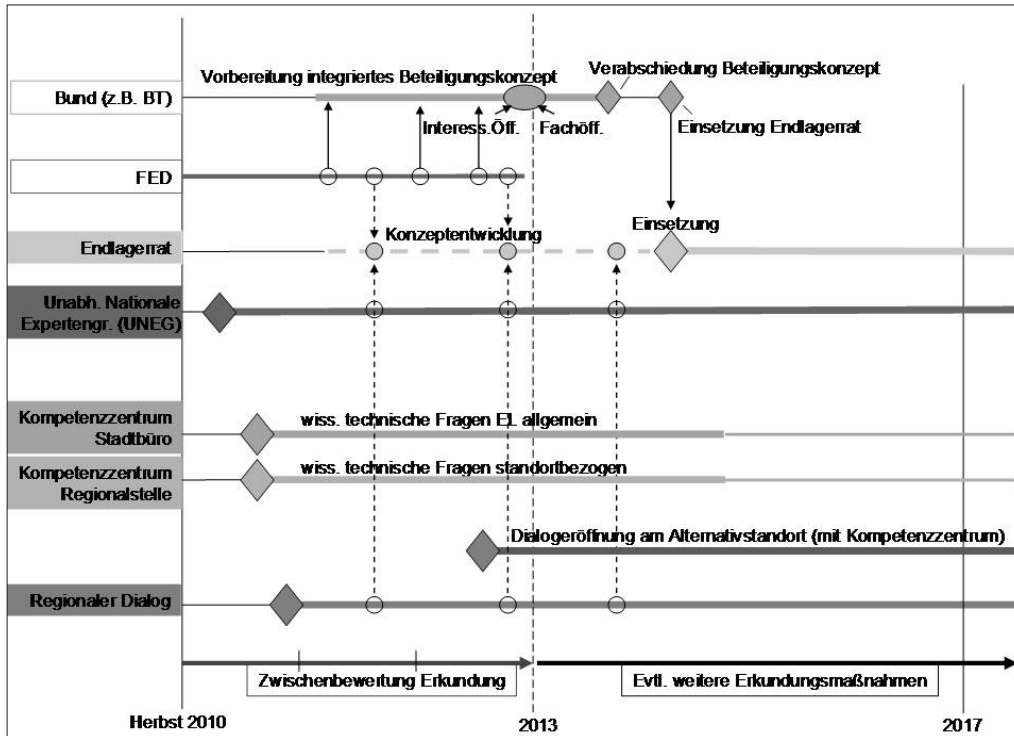 Vorbereitung integriertes Beteiligungskonzept
Verabschiedung Beteiligungskonzept
Bund (z.B. BT)
Interess.Öff.
Fachöff.
Einsetzung Endlagerrat
FED
Einsetzung
Konzeptentwicklung
Endlagerrat
Unabh. Nationale
Expertengr. (UNEG)
Kompetenzzentrum
Stadtbüro
wiss. technische Fragen EL allgemein
Kompetenzzentrum
Regionalstelle
wiss. technische Fragen standortbezogen
Dialogeröffnung am Alternativstandort (mit Kompetenzzentrum)
Regionaler Dialog
Zwischenbewertung Erkundung
Evtl. weitere Erkundungsmaßnahmen
Herbst 2010
2013
2017